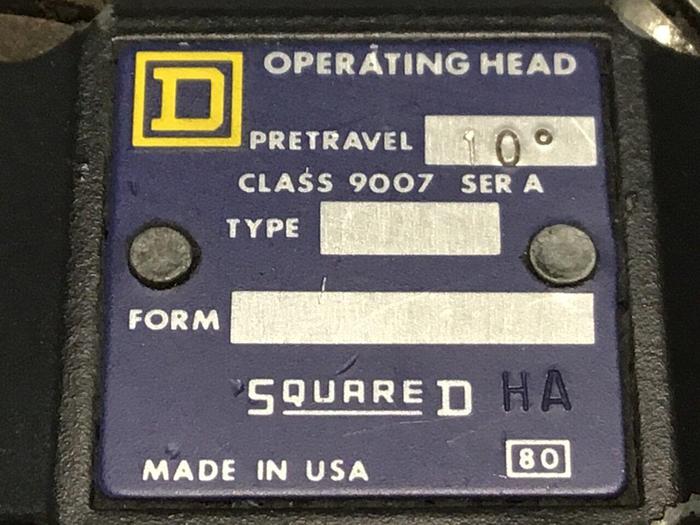 D OPERATING HEAD
PRETRAVEL 10°
CLASS 9007 SER A
TYPE
FORM
SQUARE D HA
MADE IN USA 80